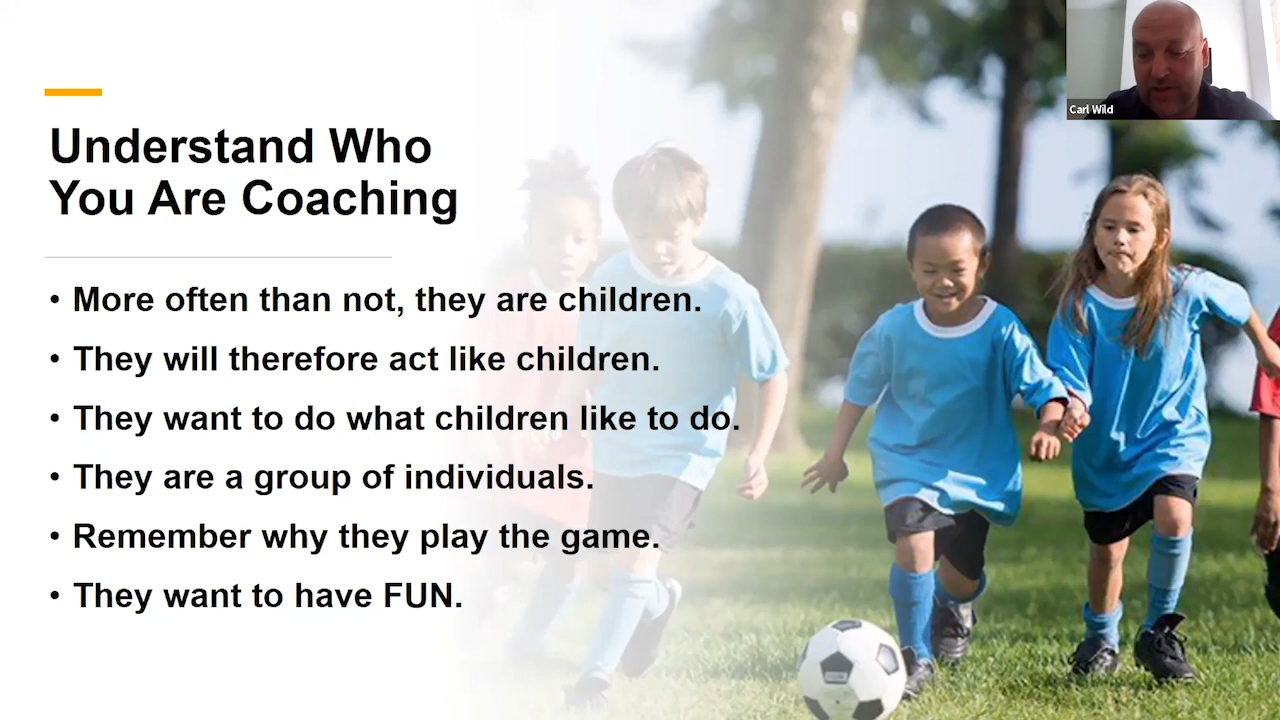 Understand Who
You Are Coaching
• More often than not, they are children.
• They will therefore act like children.
• They want to do what children like to do.
• They are a group of individuals.
• Remember why they play the game.
• They want to have FUN.
Carl Wild